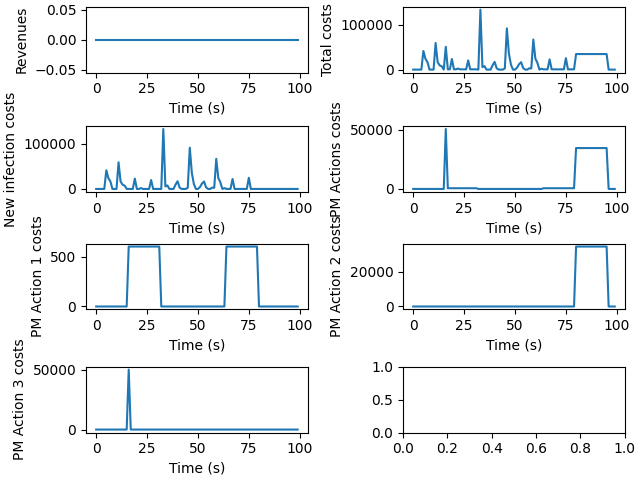 Revenues
0.05
0.00
−0.05
0 25 50 75 100
Time (s)
Total costs
100000
0
0 25 50 75 100
Time (s)
New infection costs
100000
0
0 25 50 75 100
Time (s)
PM Actions costs
50000
0
0 25 50 75 100
Time (s)
PM Action 1 costs
500
0
0 25 50 75 100
Time (s)
PM Action 2 costs
20000
0
0 25 50 75 100
Time (s)
PM Action 3 costs
50000
0
0 25 50 75 100
Time (s)
1.0
0.5
0.0
0.0 0.2 0.4 0.6 0.8 1.0